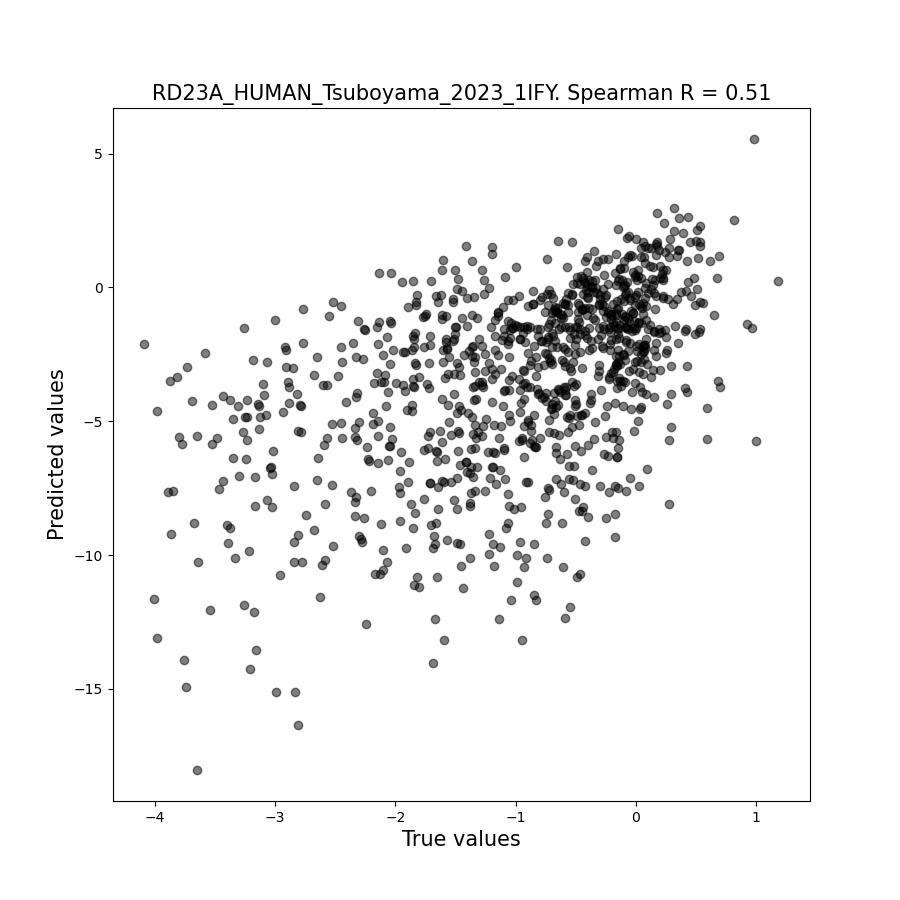 RD23A_HUMAN_Tsuboyama_2023_1IFY. Spearman R = 0.51
5
0
−5
−10
−15
Predicted values
−4 −3 −2 −1 0 1
True values